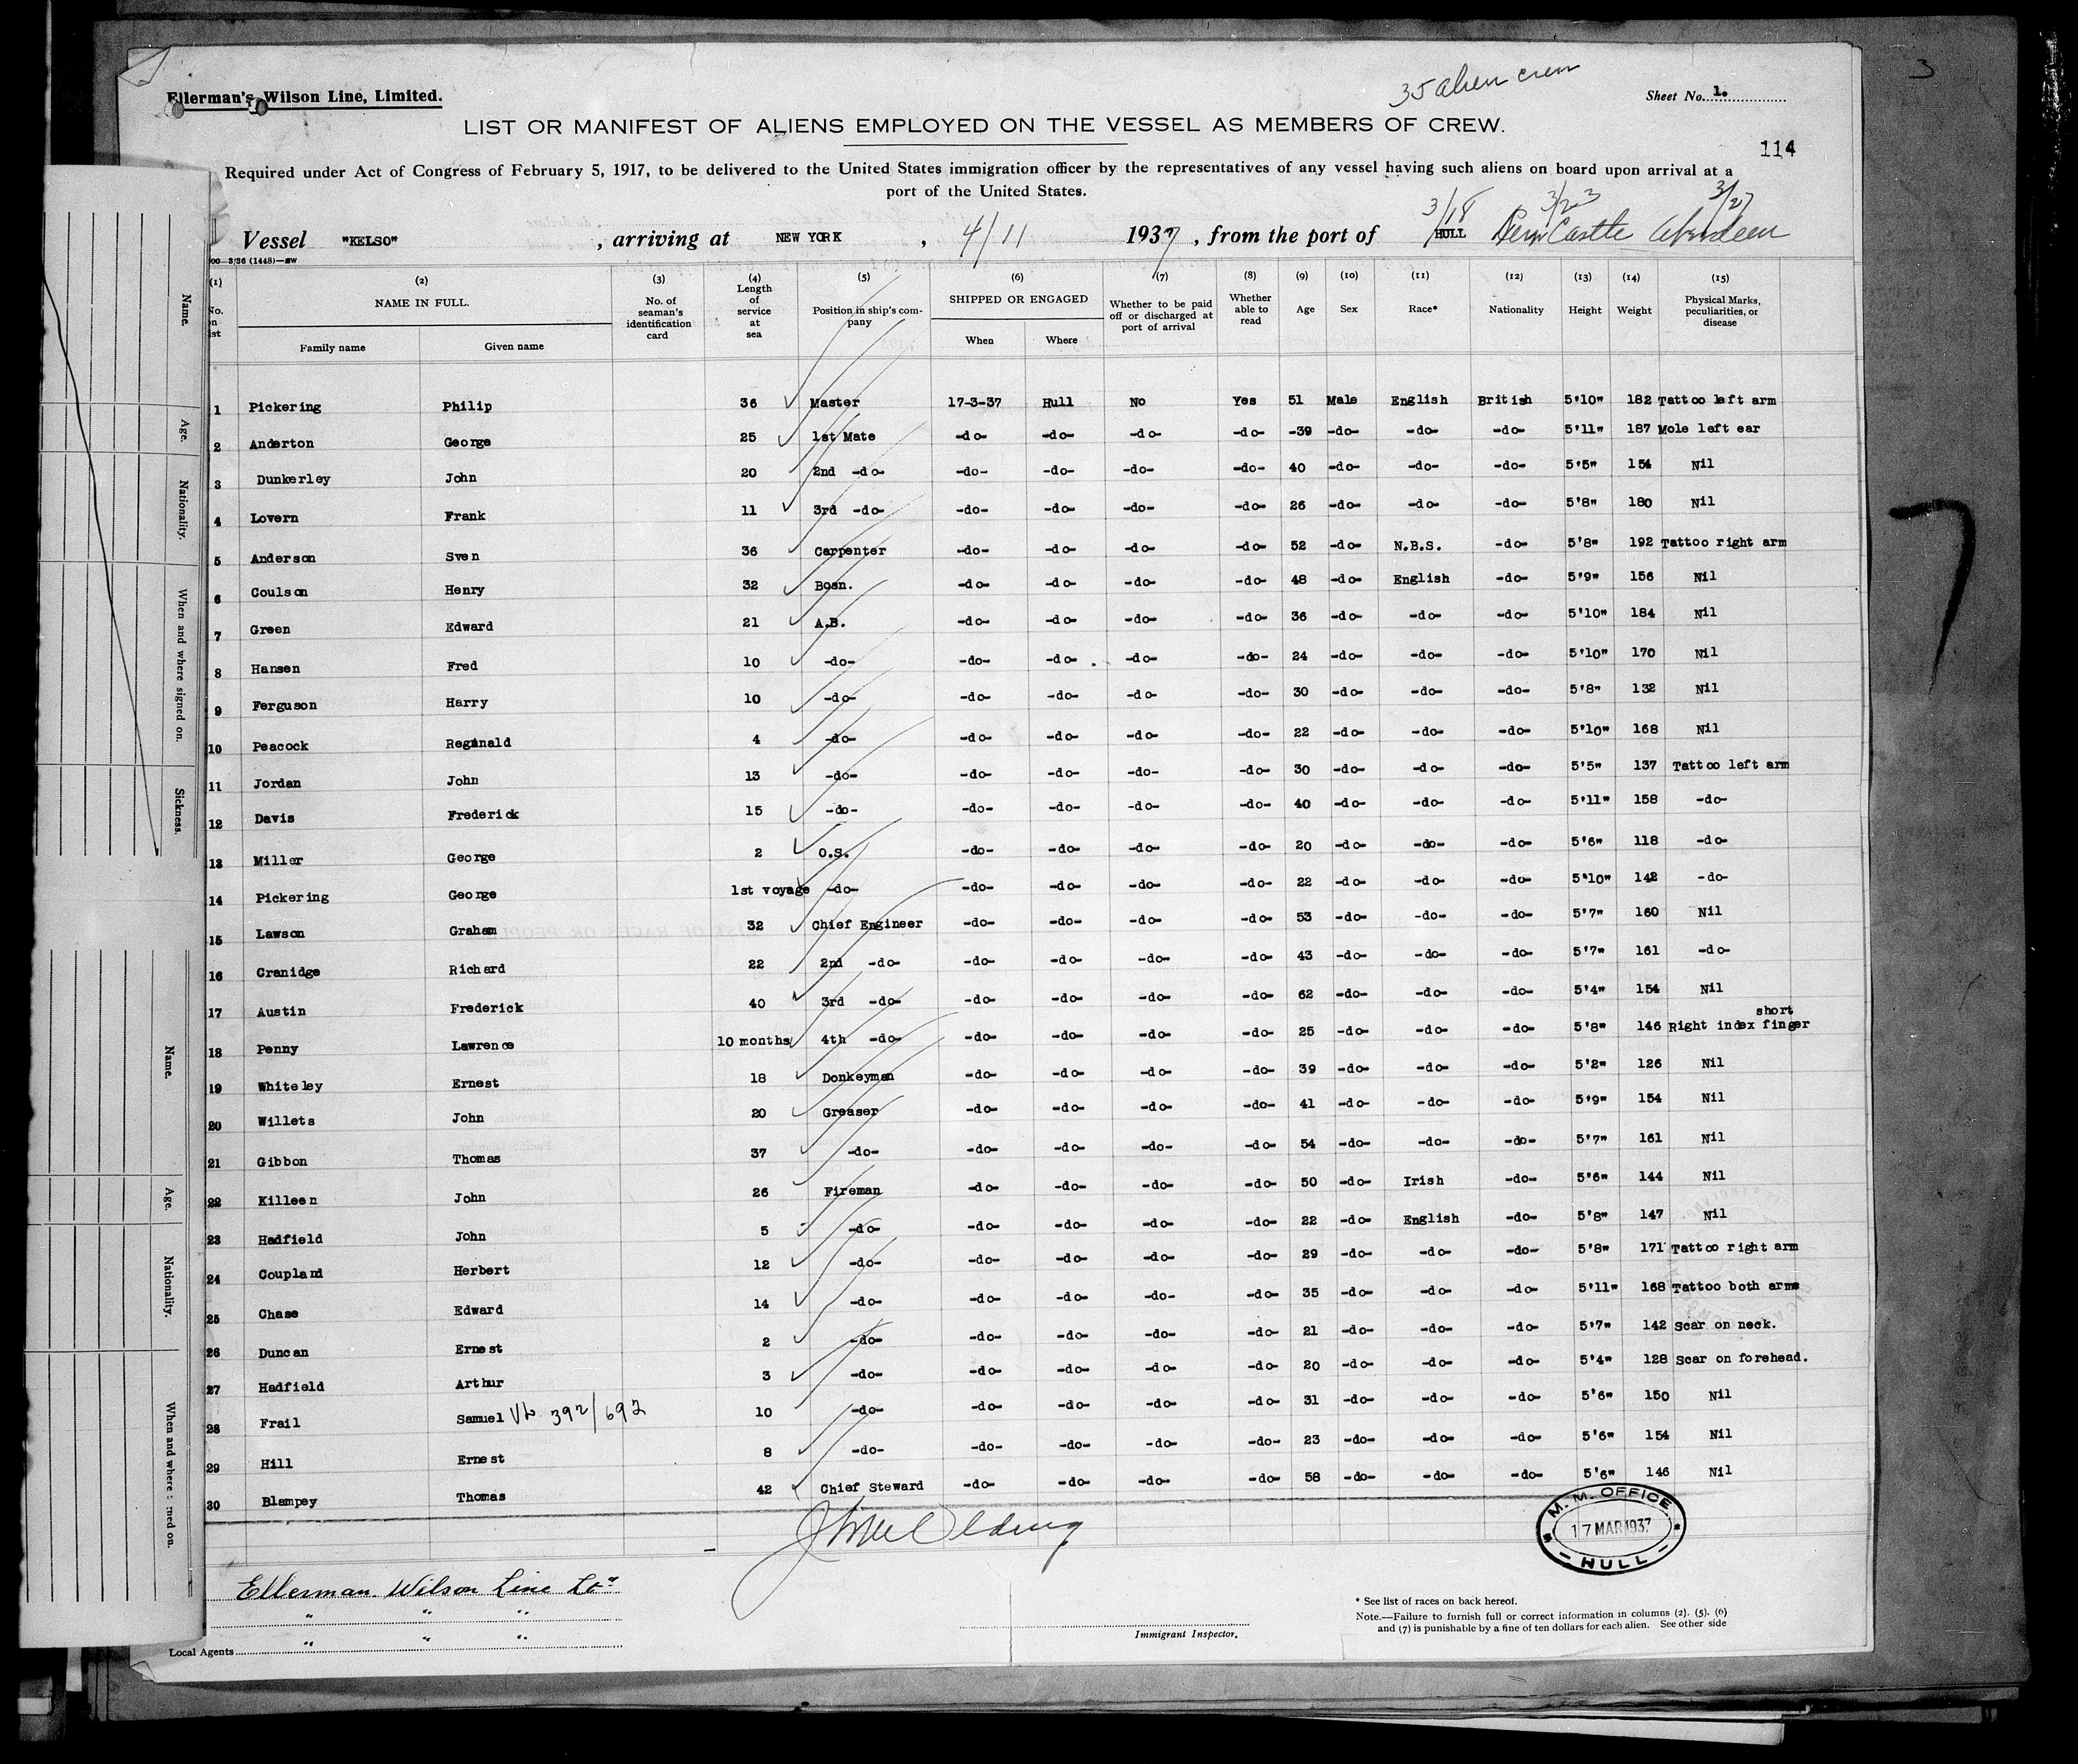 3
35 alien crew
Ellerman's Wilson Line, Limited.
Sheet No. 1.
LIST OR MANIFEST OF ALIENS EMPLOYED ON THE VESSEL AS MEMBERS OF CREW.
114
Required under Act of Congress of February 5, 1917, to be delivered to the United States immigration officer by the representatives of any vessel having such aliens on board upon arrival at a
port of the United States.
3/18 3/23 3/27
Vessel "KELSO" , arriving at NEW YORK , 4/11 1937 , from the port of HULL Castle Aberdeen
00—3/36 (1448)—SW
(1) (2) (3) (4) (5) (6) (7) (8) (9) (10) (11) (12) (13) (14) (15)
No. on list NAME IN FULL. Family name Given name No. of seaman's identification card Length of service at sea Position in ship's company SHIPPED OR ENGAGED When Where Whether to be paid off or discharged at port of arrival Whether able to read Age Sex Race* Nationality Height Weight Physical Marks, peculiarities, or disease
1 Pickering Philip 36 Master 17-3-37 Hull No Yes 51 Male English British 5'10" 182 Tattoo left arm
2 Anderton George 25 1st Mate -do- -do- -do- -do- -39 -do- -do- -do- 5'11" 187 Mole left ear
3 Dunkerley John 20 2nd -do- -do- -do- -do- -do- 40 -do- -do- -do- 5'5" 154 Nil
4 Lovern Frank 11 3rd -do- -do- -do- -do- -do- 26 -do- -do- -do- 5'8" 180 Nil
5 Anderson Sven 36 Carpenter -do- -do- -do- -do- 52 -do- N.B.S. -do- 5'8" 192 Tattoo right arm
6 Coulson Henry 32 Bosn. -do- -do- -do- -do- 48 -do- English -do- 5'9" 156 Nil
7 Green Edward 21 A.B. -do- -do- -do- -do- 36 -do- -do- -do- 5'10" 184 Nil
8 Hansen Fred 10 -do- -do- -do- -do- -do- 24 -do- -do- -do- 5'10" 170 Nil
9 Ferguson Harry 10 -do- -do- -do- -do- -do- 30 -do- -do- -do- 5'8" 132 Nil
10 Peacock Reginald 4 -do- -do- -do- -do- -do- 22 -do- -do- -do- 5'10" 168 Nil
11 Jordan John 13 -do- -do- -do- -do- -do- 30 -do- -do- -do- 5'5" 137 Tattoo left arm
12 Davis Frederick 15 -do- -do- -do- -do- -do- 40 -do- -do- -do- 5'11" 158 -do-
13 Miller George 2 O.S. -do- -do- -do- -do- 20 -do- -do- -do- 5'6" 118 -do-
14 Pickering George 1st voyage -do- -do- -do- -do- -do- 22 -do- -do- -do- 5'10" 142 -do-
15 Lawson Graham 32 Chief Engineer -do- -do- -do- -do- 53 -do- -do- -do- 5'7" 160 Nil
16 Cranidge Richard 22 2nd -do- -do- -do- -do- -do- 43 -do- -do- -do- 5'7" 161 -do-
17 Austin Frederick 40 3rd -do- -do- -do- -do- -do- 62 -do- -do- -do- 5'4" 154 Nil
18 Penny Lawrence 10 months 4th -do- -do- -do- -do- -do- 25 -do- -do- -do- 5'8" 146 Right index finger short
19 Whiteley Ernest 18 Donkeyman -do- -do- -do- -do- 39 -do- -do- -do- 5'2" 126 Nil
20 Willets John 20 Greaser -do- -do- -do- -do- 41 -do- -do- -do- 5'9" 154 Nil
21 Gibbon Thomas 37 -do- -do- -do- -do- -do- 54 -do- -do- -do- 5'7" 161 Nil
22 Killeen John 26 Fireman -do- -do- -do- -do- 50 -do- Irish -do- 5'6" 144 Nil
23 Hadfield John 5 -do- -do- -do- -do- -do- 22 -do- English -do- 5'8" 147 Nil
24 Coupland Herbert 12 -do- -do- -do- -do- -do- 29 -do- -do- -do- 5'8" 171 Tattoo right arm
25 Chase Edward 14 -do- -do- -do- -do- -do- 35 -do- -do- -do- 5'11" 168 Tattoo both arms
26 Duncan Ernest 2 -do- -do- -do- -do- -do- 21 -do- -do- -do- 5'7" 142 Scar on neck.
27 Hadfield Arthur 3 -do- -do- -do- -do- -do- 20 -do- -do- -do- 5'4" 128 Scar on forehead.
28 Frail Samuel 392/692 10 -do- -do- -do- -do- -do- 31 -do- -do- -do- 5'6" 150 Nil
29 Hill Ernest 8 -do- -do- -do- -do- -do- 23 -do- -do- -do- 5'6" 154 Nil
30 Blampey Thomas 42 Chief Steward -do- -do- -do- -do- 58 -do- -do- -do- 5'6" 146 Nil
M. M. OFFICE
17 MAR 1937
HULL
Ellerman. Wilson Line Ld
" " "
" " "
Local Agents
Immigrant Inspector.
* See list of races on back hereof.
Note.—Failure to furnish full or correct information in columns (2), (5), (6)
and (7) is punishable by a fine of ten dollars for each alien. See other side
Name.
Age.
Nationality.
When and where signed on.
Sickness.
Name.
Age.
Nationality.
When and where signed on.